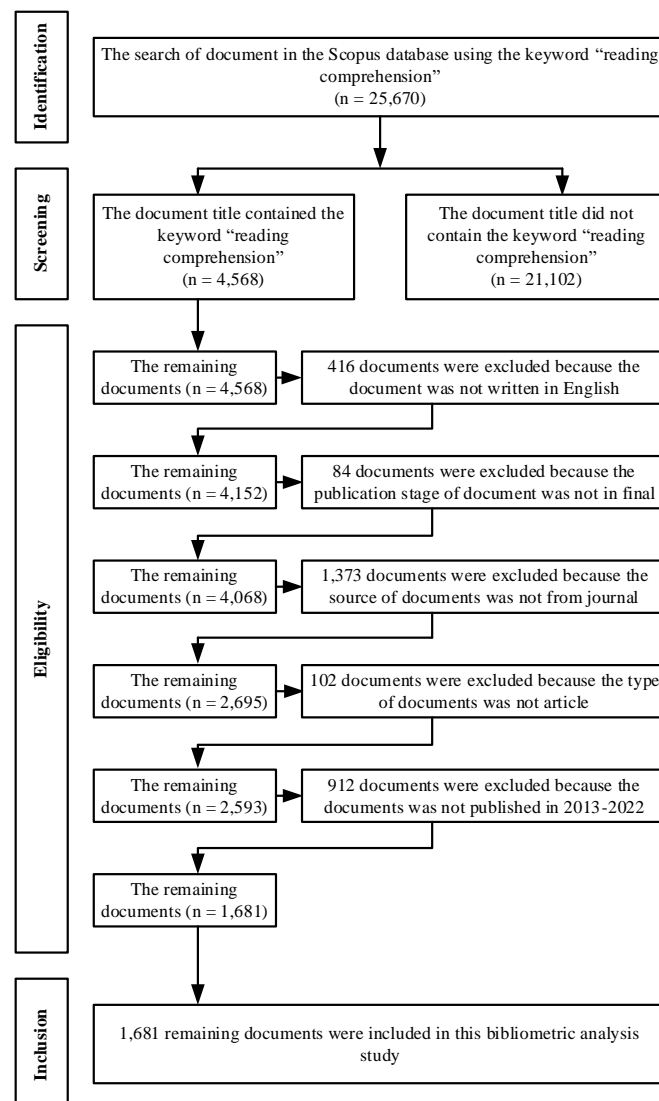 Identification
The search of document in the Scopus database using the keyword “reading
comprehension”
(n = 25,670)
Screening
The document title contained the
keyword “reading
comprehension”
(n = 4,568)
The document title did not
contain the keyword “reading
comprehension”
(n = 21,102)
Eligibility
The remaining
documents (n = 4,568)
416 documents were excluded because the
document was not written in English
The remaining
documents (n = 4,152)
84 documents were excluded because the
publication stage of document was not in final
The remaining
documents (n = 4,068)
1,373 documents were excluded because the
source of documents was not from journal
The remaining
documents (n = 2,695)
102 documents were excluded because the type
of documents was not article
The remaining
documents (n = 2,593)
912 documents were excluded because the
documents was not published in 2013-2022
The remaining
documents (n = 1,681)
Inclusion
1,681 remaining documents were included in this bibliometric analysis
study